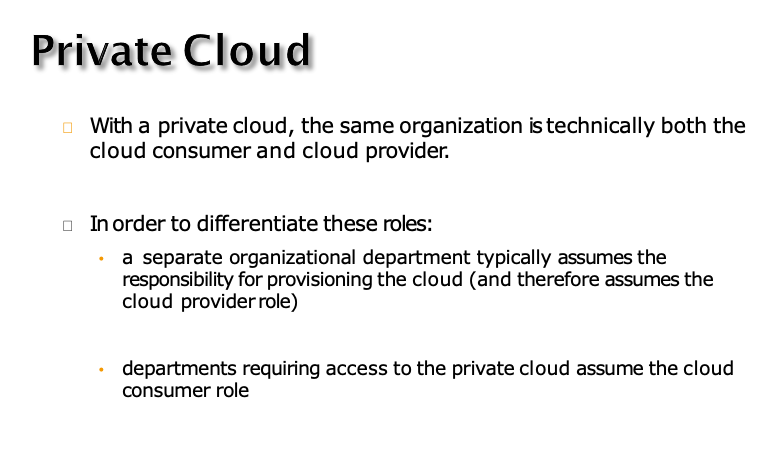 Private Cloud
With a private cloud, the same organization is technically both the
cloud consumer and cloud provider.
In order to differentiate these roles:
• a separate organizational department typically assumes the
responsibility for provisioning the cloud (and therefore assumes the
cloud provider role)
• departments requiring access to the private cloud assume the cloud
consumer role